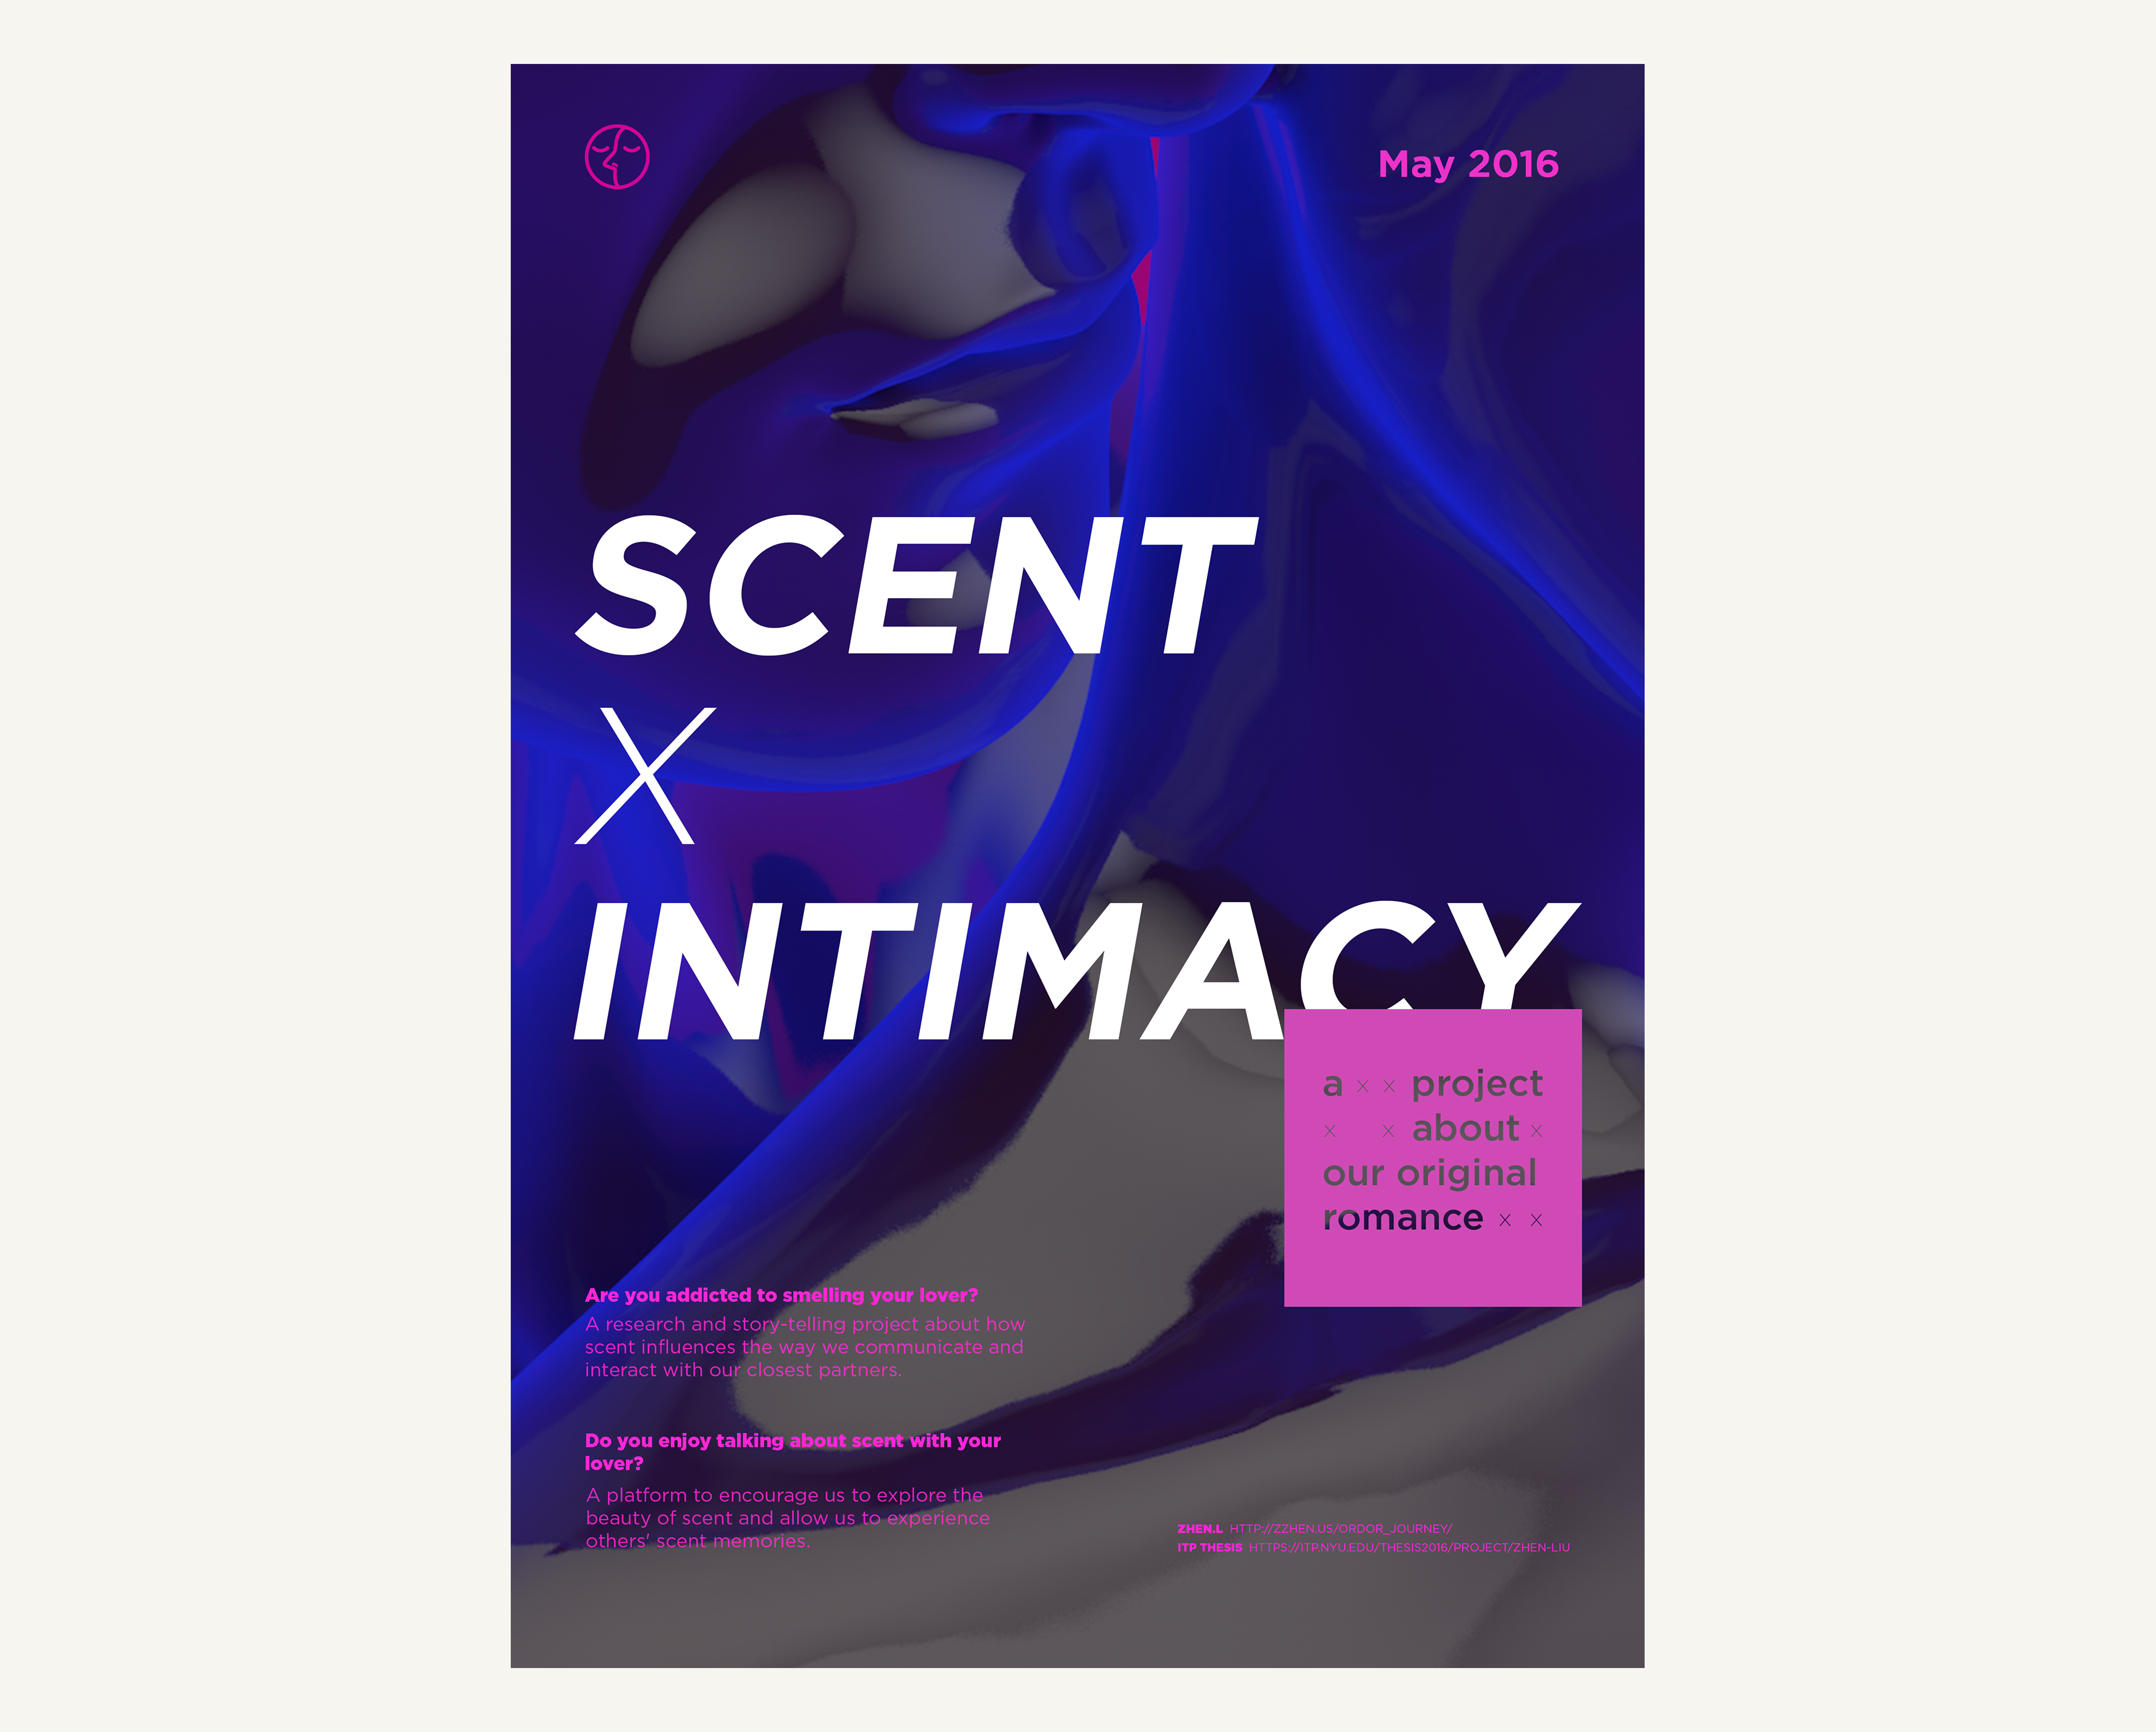 May 2016
SCENT
X
INTIMACY
a x x project
x x about x
our original
romance x x
Are you addicted to smelling your lover?
A research and story-telling project about how
scent influences the way we communicate and
interact with our closest partners.
Do you enjoy talking about scent with your
lover?
A platform to encourage us to explore the
beauty of scent and allow us to experience
others' scent memories.
ZHEN.L HTTP://ZZHEN.US/ORDOR_JOURNEY/
ITP THESIS HTTPS://ITP.NYU.EDU/THESIS2016/PROJECT/ZHEN-LIU